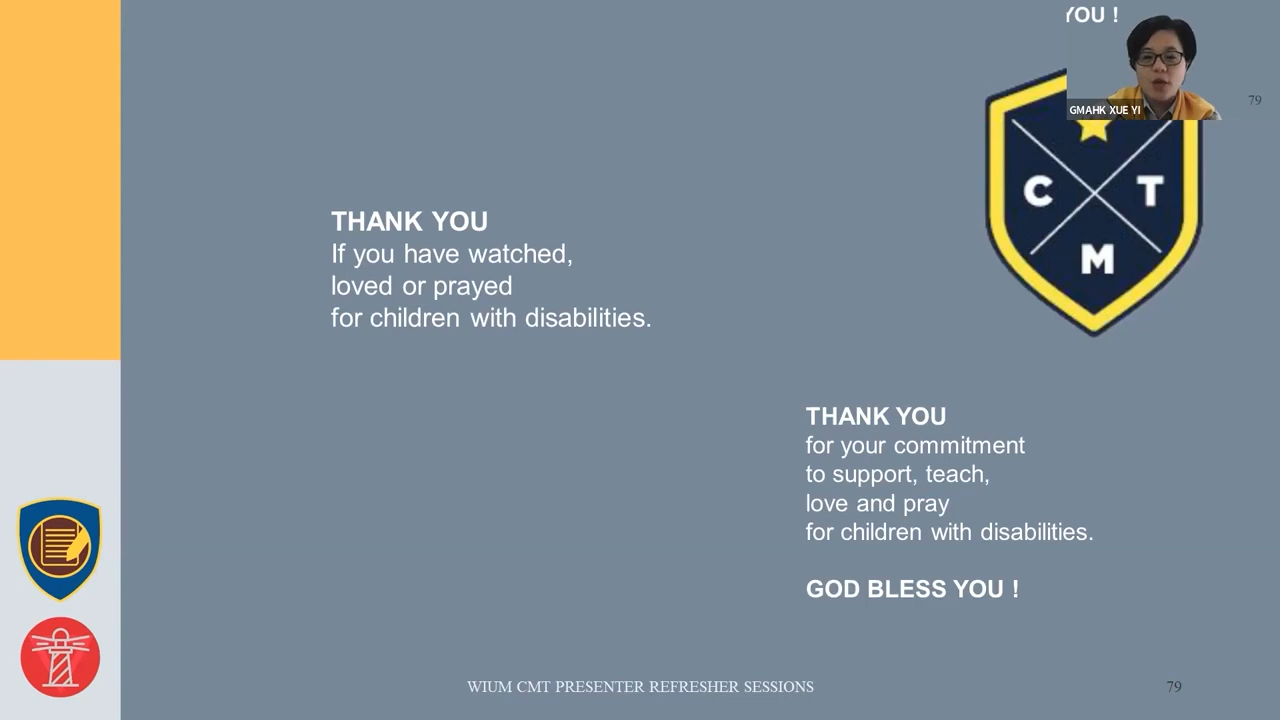 YOU !
GMAHK XUE YI
79
C T
M
THANK YOU
If you have watched,
loved or prayed
for children with disabilities.
THANK YOU
for your commitment
to support, teach,
love and pray
for children with disabilities.
GOD BLESS YOU !
WIUM CMT PRESENTER REFRESHER SESSIONS
79